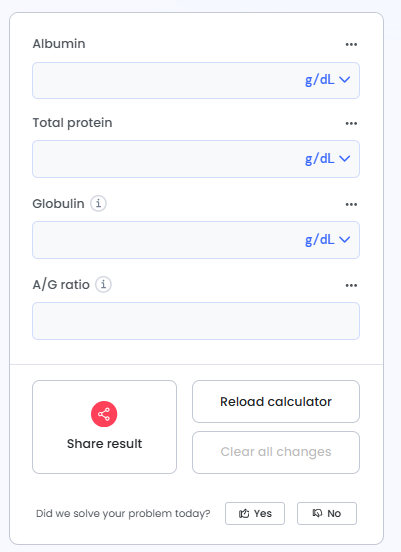 Albumin
g/dL
Total protein
g/dL
Globulin i
g/dL
A/G ratio i
Share result
Reload calculator
Clear all changes
Did we solve your problem today? Yes No